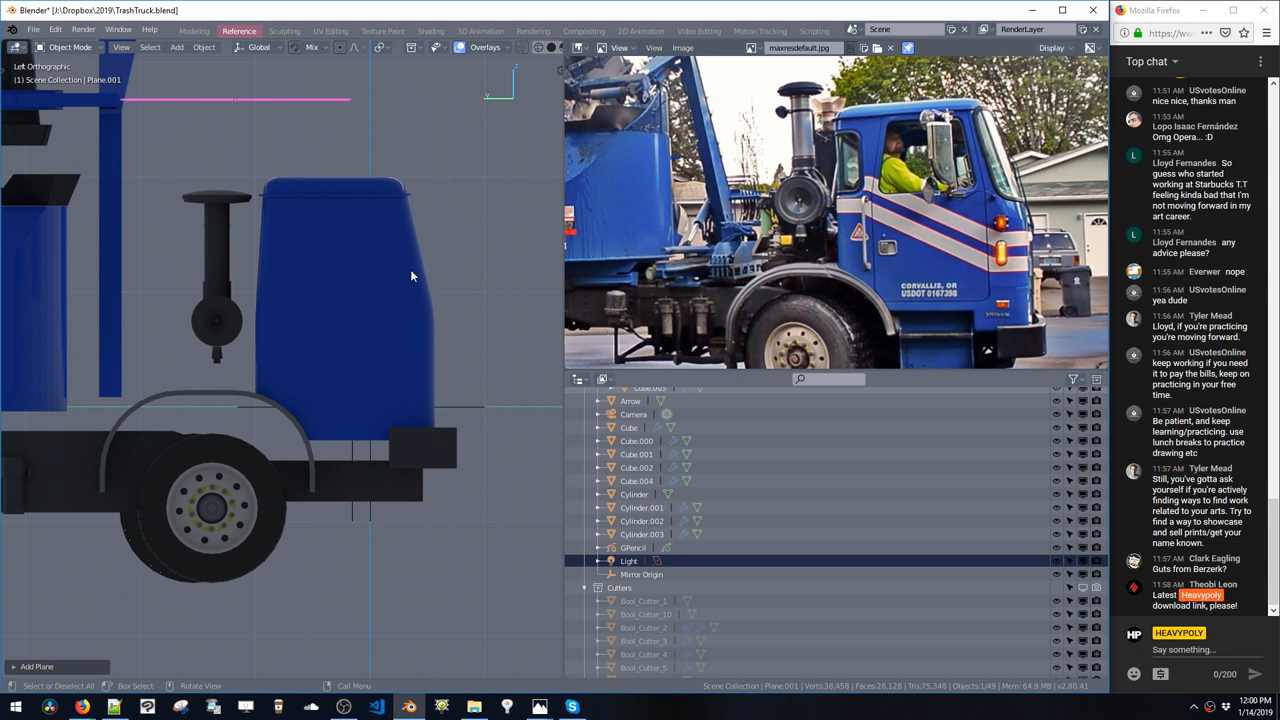 Blender* [J:\Dropbox\2019\TrashTruck.blend]
File Edit Render Window Help
Modeling Reference Sculpting UV Editing Texture Paint Shading Animation Rendering Compositing 2D Animation Video Editing Motion Tracking Scripting
Scene RenderLayer
Object Mode View Select Add Object Global Mix Overlays
View View Image maxresdefault.jpg Display
Left Orthographic
(1) Scene Collection | Plane.001
Z
Y
CORVALLIS, OR
USDOT 0167398
Cube.005
Arrow
Camera
Cube
Cube.000
Cube.001
Cube.002
Cube.004
Cylinder
Cylinder.001
Cylinder.002
Cylinder.003
GPencil
Light
Mirror Origin
Cutters
Bool_Cutter_1
Bool_Cutter_10
Bool_Cutter_2
Bool_Cutter_3
Bool_Cutter_4
Bool_Cutter_5
Add Plane
Select or Deselect All Box Select Rotate View Call Menu
Scene Collection | Plane.001 | Verts:38,458 | Faces:28,128 | Tris:75,348 | Objects:1/49 | Mem: 64.9 MB | v2.80.41
Mozilla Firefox
https://ww
Top chat
11:51 AM USvotesOnline
nice nice, thanks man
11:53 AM
Lopo Isaac Fernández
Omg Opera... :D
11:55 AM
Lloyd Fernandes So
guess who started
working at Starbucks T.T
feeling kinda bad that I'm
not moving forward in my
art career.
11:55 AM
Lloyd Fernandes any
advice please?
11:55 AM Everwer nope
11:56 AM USvotesOnline
yea dude
11:56 AM Tyler Mead
Lloyd, if you're practicing
you're moving forward.
11:56 AM USvotesOnline
keep working if you need
it to pay the bills, keep on
practicing in your free
time.
11:57 AM USvotesOnline
Be patient, and keep
learning/practicing. use
lunch breaks to practice
drawing etc
11:57 AM Tyler Mead
Still, you've gotta ask
yourself if you're actively
finding ways to find work
related to your arts. Try to
find a way to showcase
and sell prints/get your
name known.
11:58 AM Clark Eagling
Guts from Berzerk?
11:58 AM Theobi Leon
Latest Heavypoly
download link, please!
HP HEAVYPOLY
Say something...
0/200
12:00 PM
1/14/2019